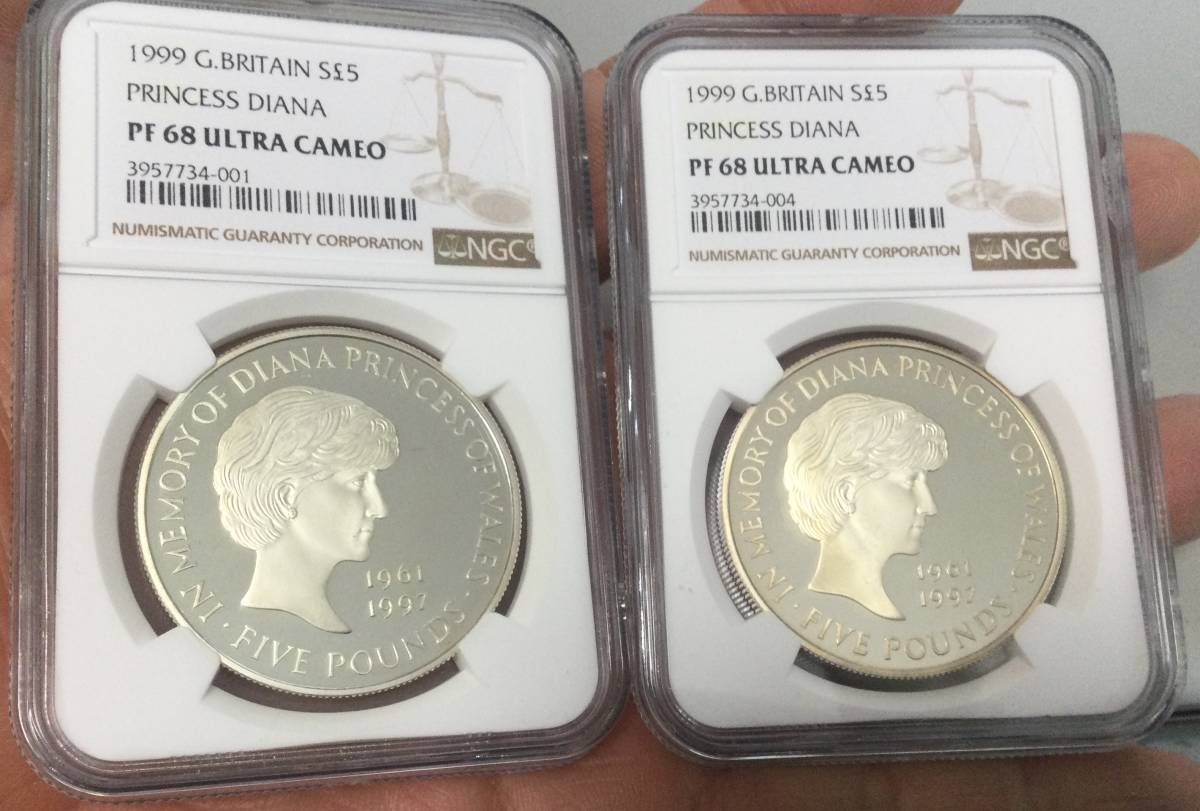 1999 G.BRITAIN S£5
PRINCESS DIANA
PF 68 ULTRA CAMEO
3957734-001
NUMISMATIC GUARANTY CORPORATION
NGC®
IN MEMORY OF DIANA PRINCESS OF WALES
1961
1997
· FIVE POUNDS ·
1999 G.BRITAIN S£5
PRINCESS DIANA
PF 68 ULTRA CAMEO
3957734-004
NUMISMATIC GUARANTY CORPORATION
NGC®
IN MEMORY OF DIANA PRINCESS OF WALES
1961
1997
· FIVE POUNDS ·